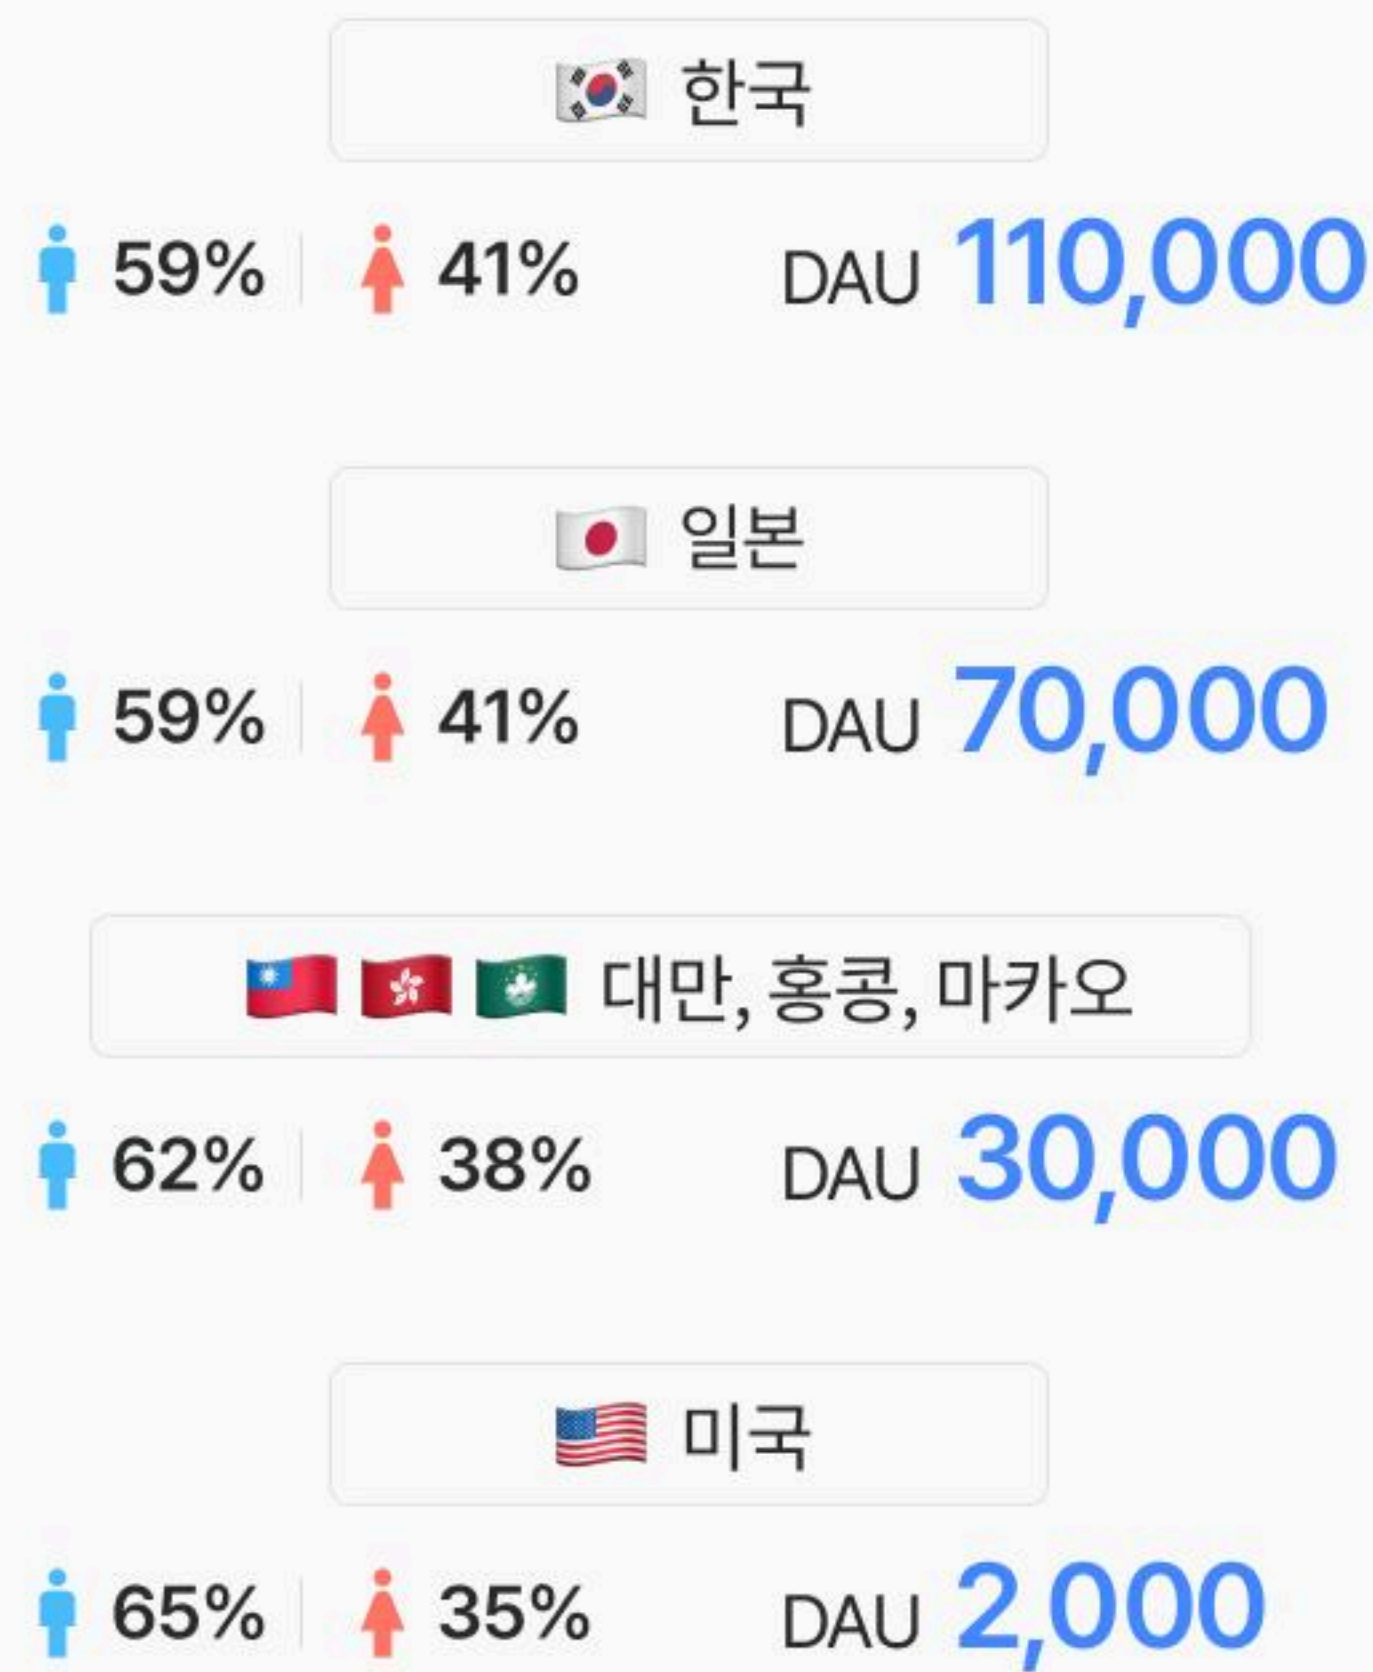 한국
59% 41% DAU 110,000
일본
59% 41% DAU 70,000
대만, 홍콩, 마카오
62% 38% DAU 30,000
미국
65% 35% DAU 2,000